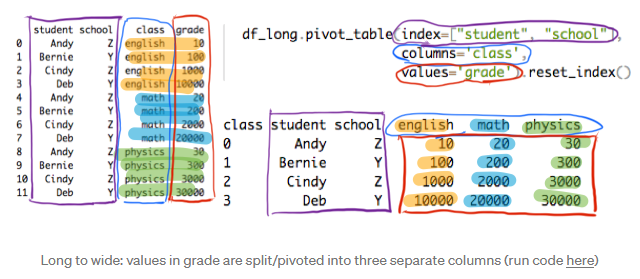 student school class grade
0 Andy Z english 10
1 Bernie Y english 100
2 Cindy Z english 1000
3 Deb Y english 10000
4 Andy Z math 20
5 Bernie Y math 200
6 Cindy Z math 2000
7 Deb Y math 20000
8 Andy Z physics 30
9 Bernie Y physics 300
10 Cindy Z physics 3000
11 Deb Y physics 30000
df_long.pivot_table(index=["student", "school"],
columns='class',
values='grade').reset_index()
class student school english math physics
0 Andy Z 10 20 30
1 Bernie Y 100 200 300
2 Cindy Z 1000 2000 3000
3 Deb Y 10000 20000 30000
Long to wide: values in grade are split/pivoted into three separate columns (run code here)